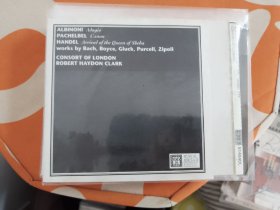 ALBINONI Adagio
PACHELBEL Canon
HANDEL Arrival of the Queen of Sheba
works by Bach, Boyce, Gluck, Purcell, Zipoli
CONSORT OF LONDON
ROBERT HAYDON CLARK